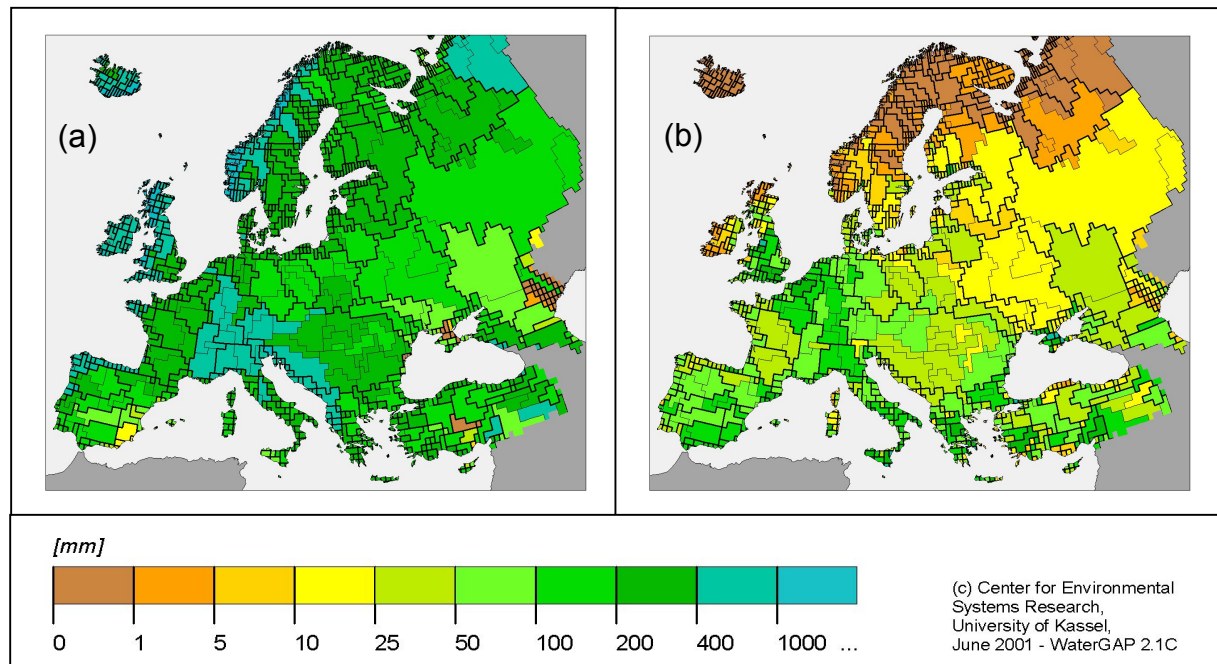 (a)
(b)
[mm]
0 1 5 10 25 50 100 200 400 1000 ...
(c) Center for Environmental
Systems Research,
University of Kassel,
June 2001 - WaterGAP 2.1C